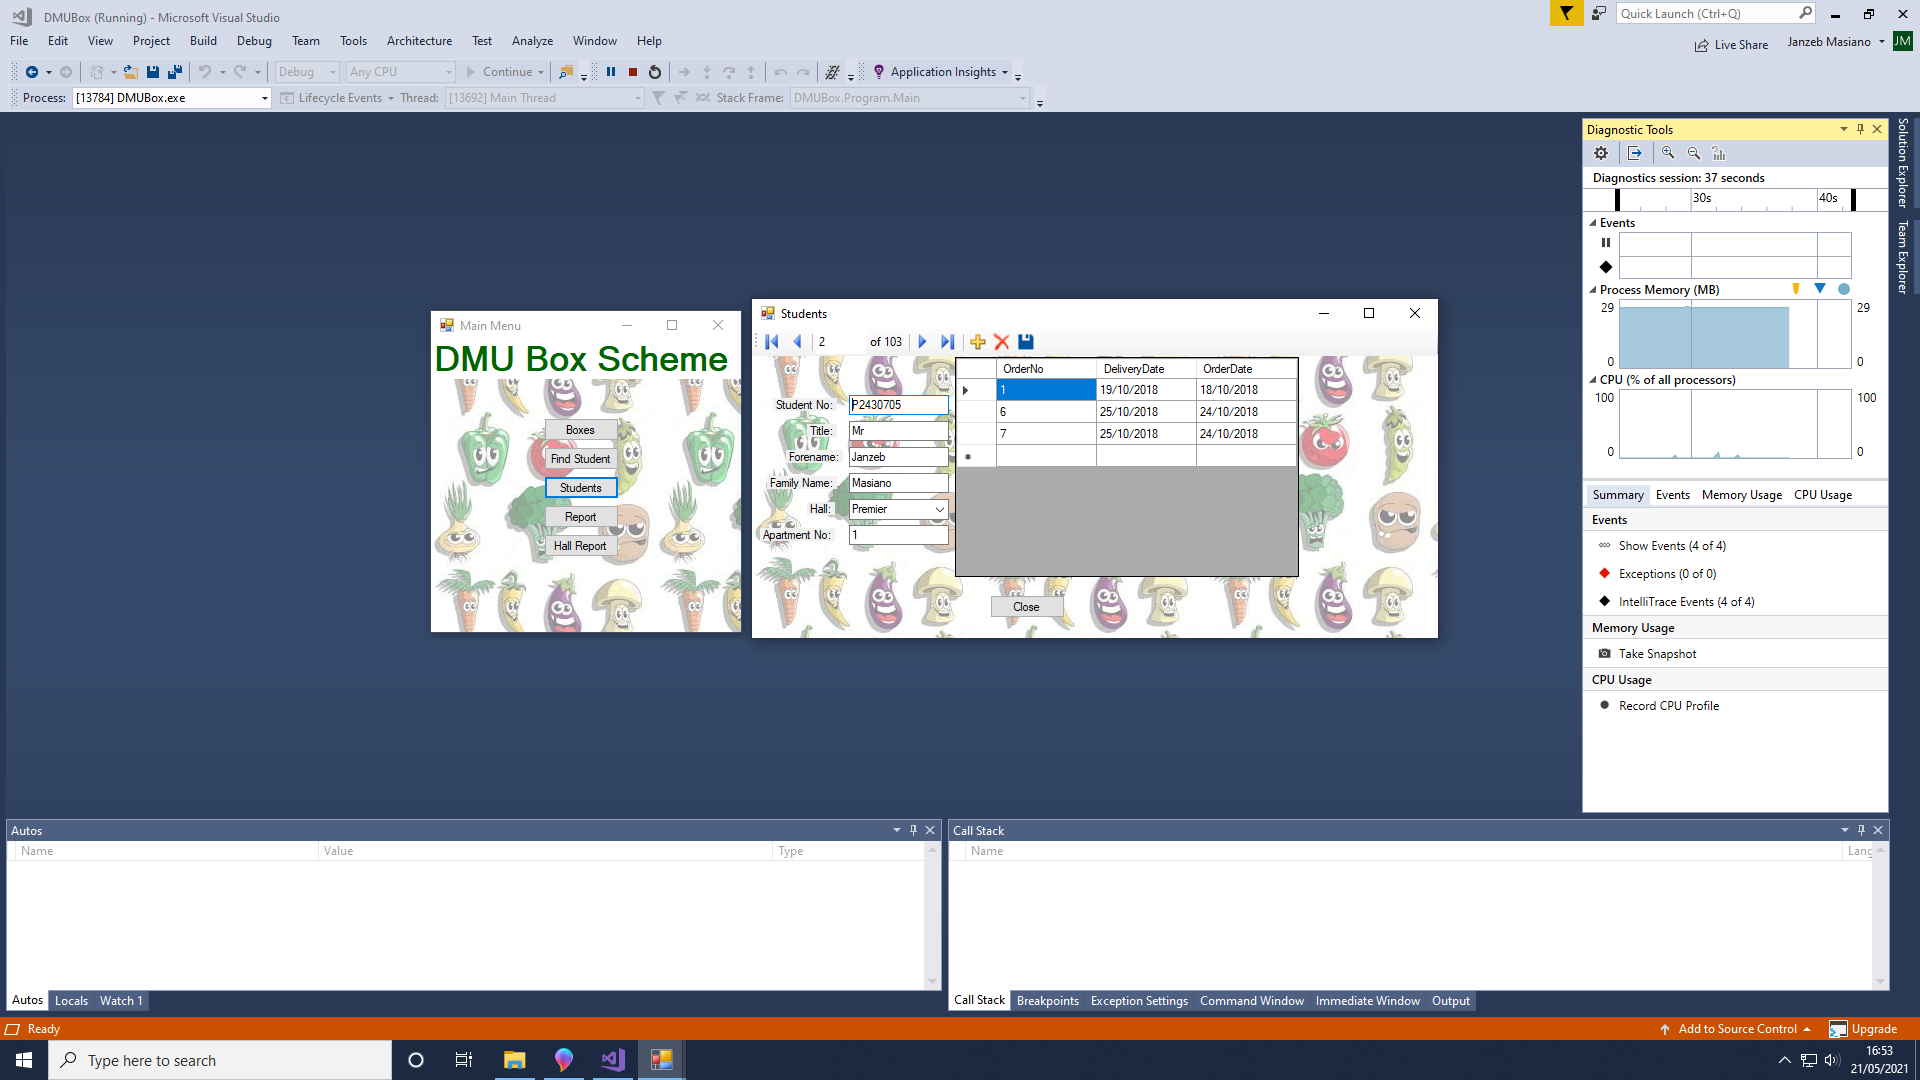 DMUBox (Running) - Microsoft Visual Studio
Quick Launch (Ctrl+Q)
File Edit View Project Build Debug Team Tools Architecture Test Analyze Window Help
Live Share
Janzeb Masiano
JM
Debug
Any CPU
Continue
Application Insights
Process: [13784] DMUBox.exe
Lifecycle Events
Thread: [13692] Main Thread
Stack Frame: DMUBox.Program.Main
Main Menu
DMU Box Scheme
Boxes
Find Student
Students
Report
Hall Report
Students
2 of 103
Student No: P2430705
Title: Mr
Forename: Janzeb
Family Name: Masiano
Hall: Premier
Apartment No: 1
OrderNo DeliveryDate OrderDate
1 19/10/2018 18/10/2018
6 25/10/2018 24/10/2018
7 25/10/2018 24/10/2018
Close
Diagnostic Tools
Diagnostics session: 37 seconds
30s 40s
Events
Process Memory (MB)
29 29
0 0
CPU (% of all processors)
100 100
0 0
Summary Events Memory Usage CPU Usage
Events
Show Events (4 of 4)
Exceptions (0 of 0)
IntelliTrace Events (4 of 4)
Memory Usage
Take Snapshot
CPU Usage
Record CPU Profile
Solution Explorer
Team Explorer
Autos
Name Value Type
Autos Locals Watch 1
Call Stack
Name Lang
Call Stack Breakpoints Exception Settings Command Window Immediate Window Output
Ready
Add to Source Control
Upgrade
Type here to search
16:53
21/05/2021